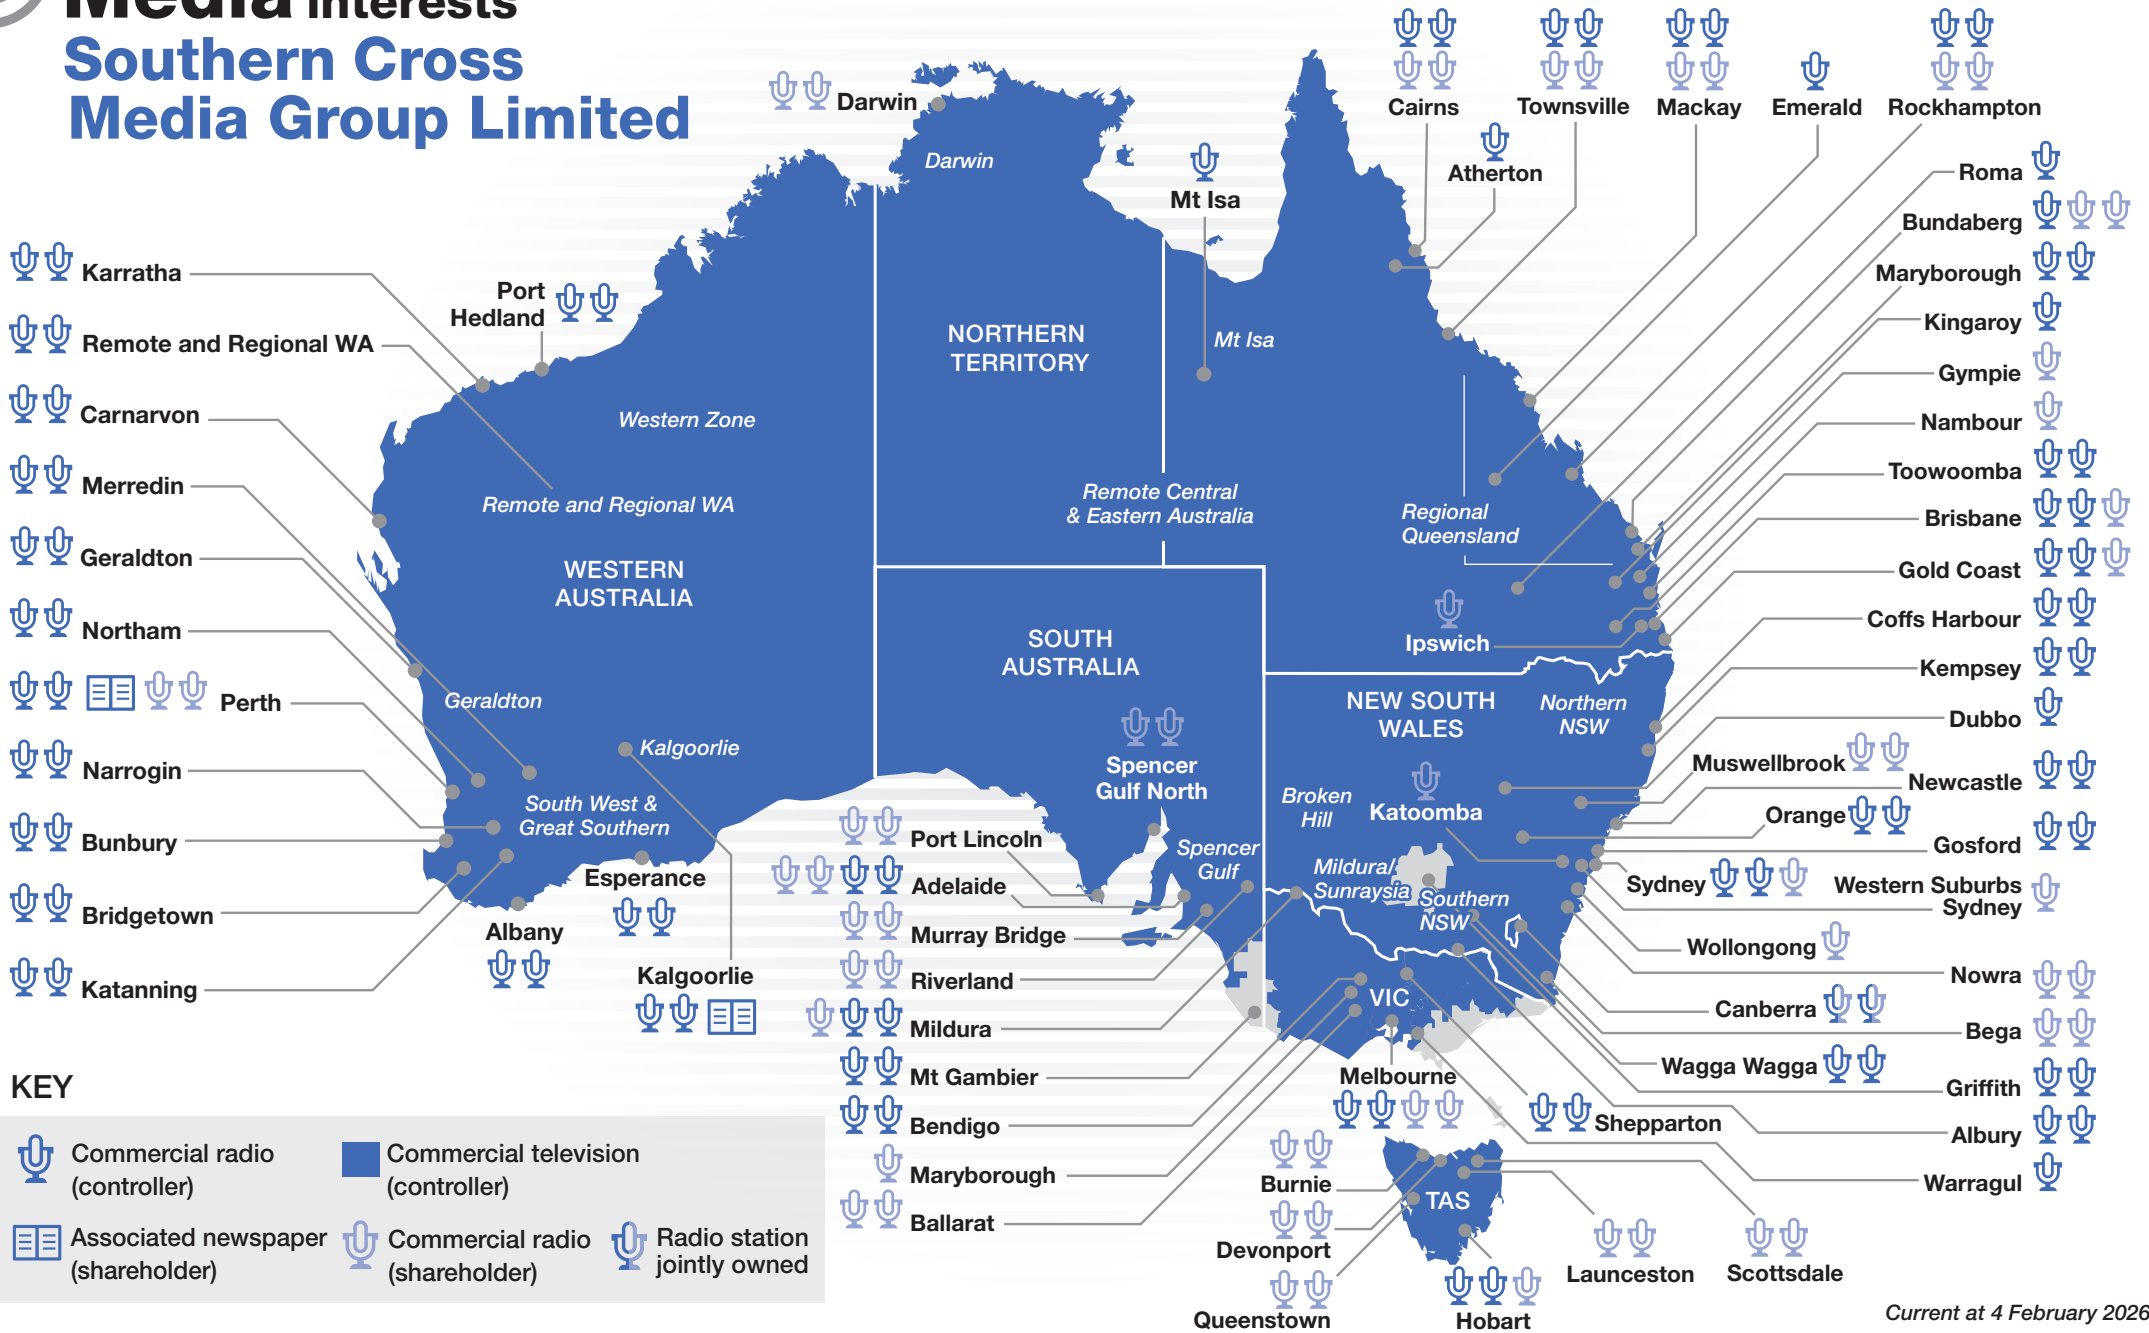 Media interests
Southern Cross
Media Group Limited
Cairns
Townsville
Mackay
Emerald
Rockhampton
Darwin
Darwin
Atherton
Mt Isa
Roma
Bundaberg
Maryborough
Kingaroy
Gympie
Nambour
Toowoomba
Brisbane
Gold Coast
Coffs Harbour
Kempsey
Dubbo
Muswellbrook
Newcastle
Orange
Gosford
Sydney
Western Suburbs
Sydney
Wollongong
Nowra
Canberra
Bega
Wagga Wagga
Griffith
Albury
Warragul
Karratha
Port
Hedland
Remote and Regional WA
Carnarvon
Merredin
Geraldton
Northam
Perth
Narrogin
Bunbury
Bridgetown
Katanning
Albany
Esperance
Kalgoorlie
Western Zone
Remote and Regional WA
WESTERN
AUSTRALIA
Geraldton
Kalgoorlie
South West &
Great Southern
NORTHERN
TERRITORY
Mt Isa
Remote Central
& Eastern Australia
Regional
Queensland
Ipswich
SOUTH
AUSTRALIA
Spencer
Gulf North
NEW SOUTH
WALES
Northern
NSW
Broken
Hill
Katoomba
Spencer
Gulf
Mildura/
Sunraysia
Southern
NSW
VIC
TAS
Port Lincoln
Adelaide
Murray Bridge
Riverland
Mildura
Mt Gambier
Bendigo
Maryborough
Ballarat
Melbourne
Shepparton
Burnie
Devonport
Queenstown
Hobart
Launceston
Scottsdale
KEY
Commercial radio
(controller)
Commercial television
(controller)
Associated newspaper
(shareholder)
Commercial radio
(shareholder)
Radio station
jointly owned
Current at 4 February 2026